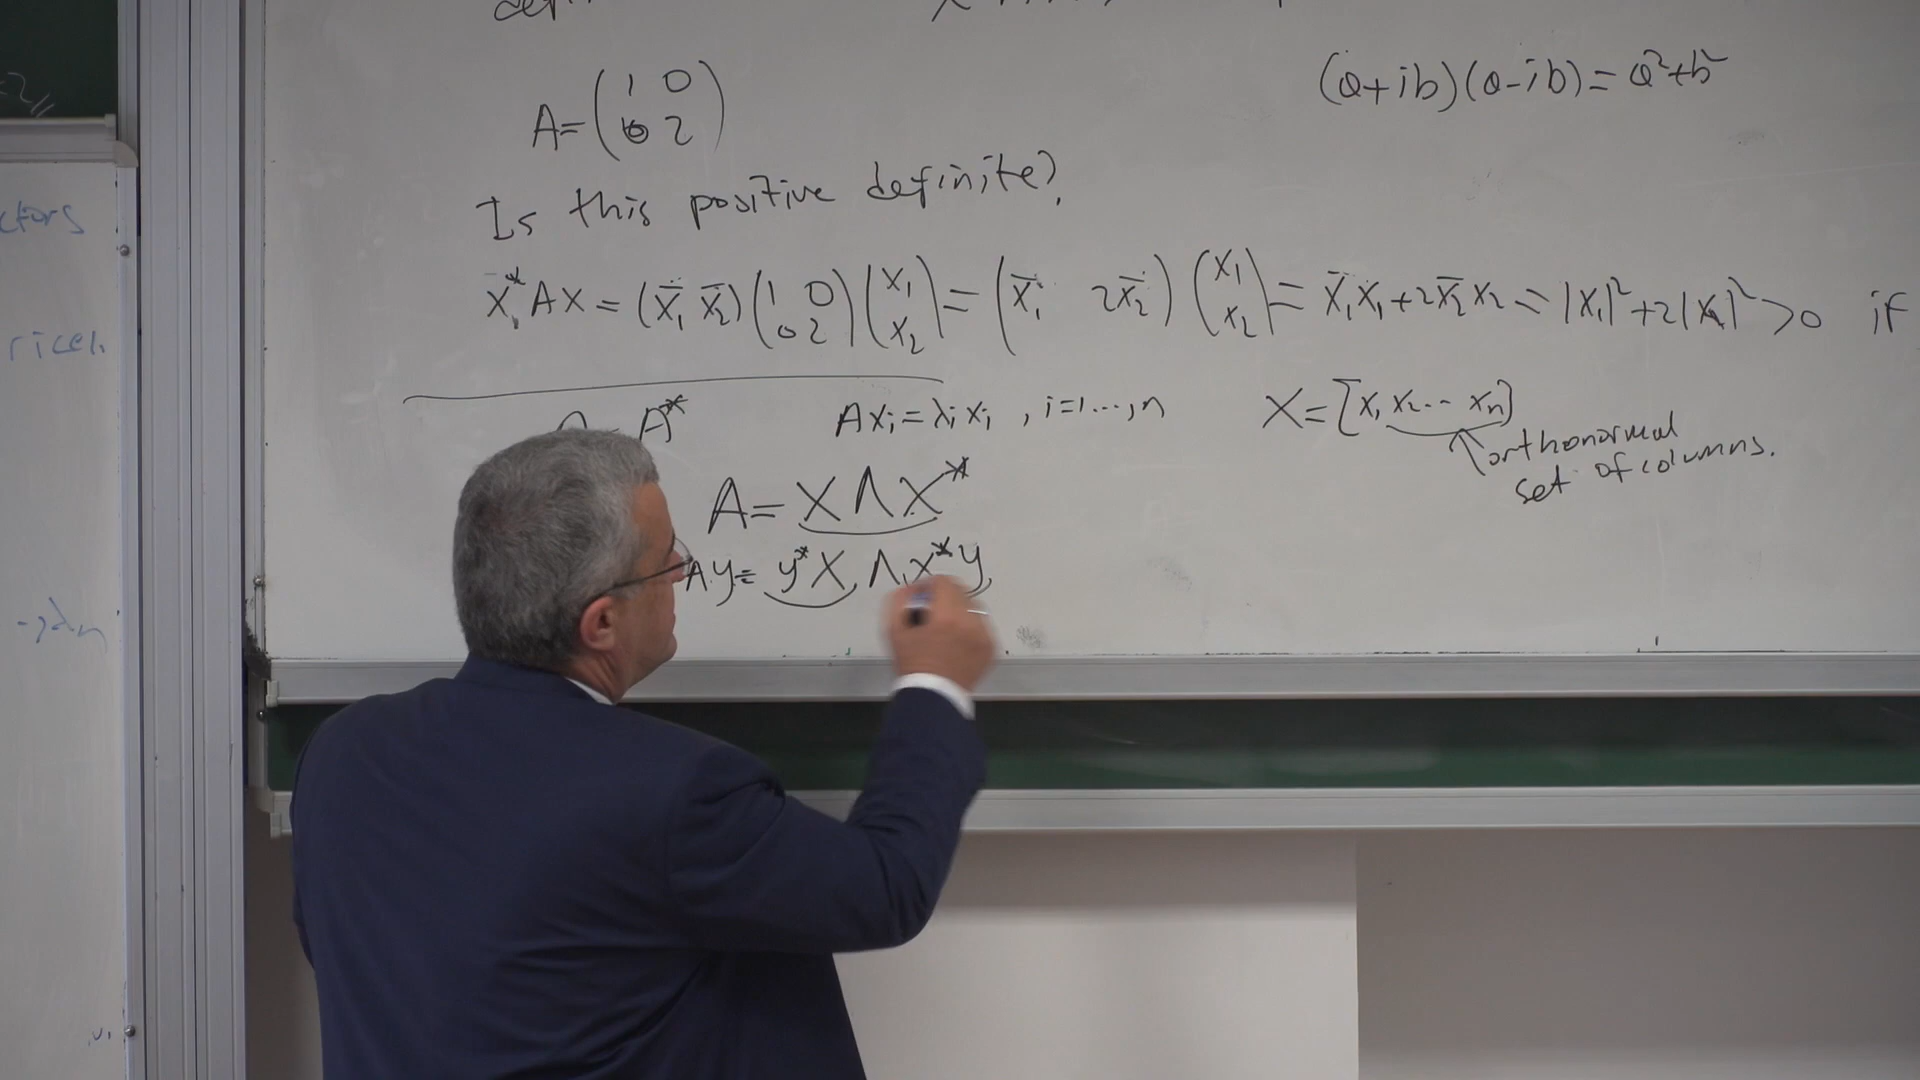 (a+ib)(a-ib)=a²+b²
A=(1 0
0 2)
Is this positive definite?
x*Ax=(x̄₁ x̄₂)(1 0
0 2)(x₁
x₂)=(x̄₁ 2x̄₂)(x₁
x₂)=x̄₁x₁+2x̄₂x₂=|x₁|²+2|x₂|²>0 if
A*
Axᵢ=λᵢxᵢ, i=1...,n
X=[x₁ x₂... xₙ]
orthonormal
set of columns.
A=XΛX*
Ay=y*XΛX*y
ctors
rices.